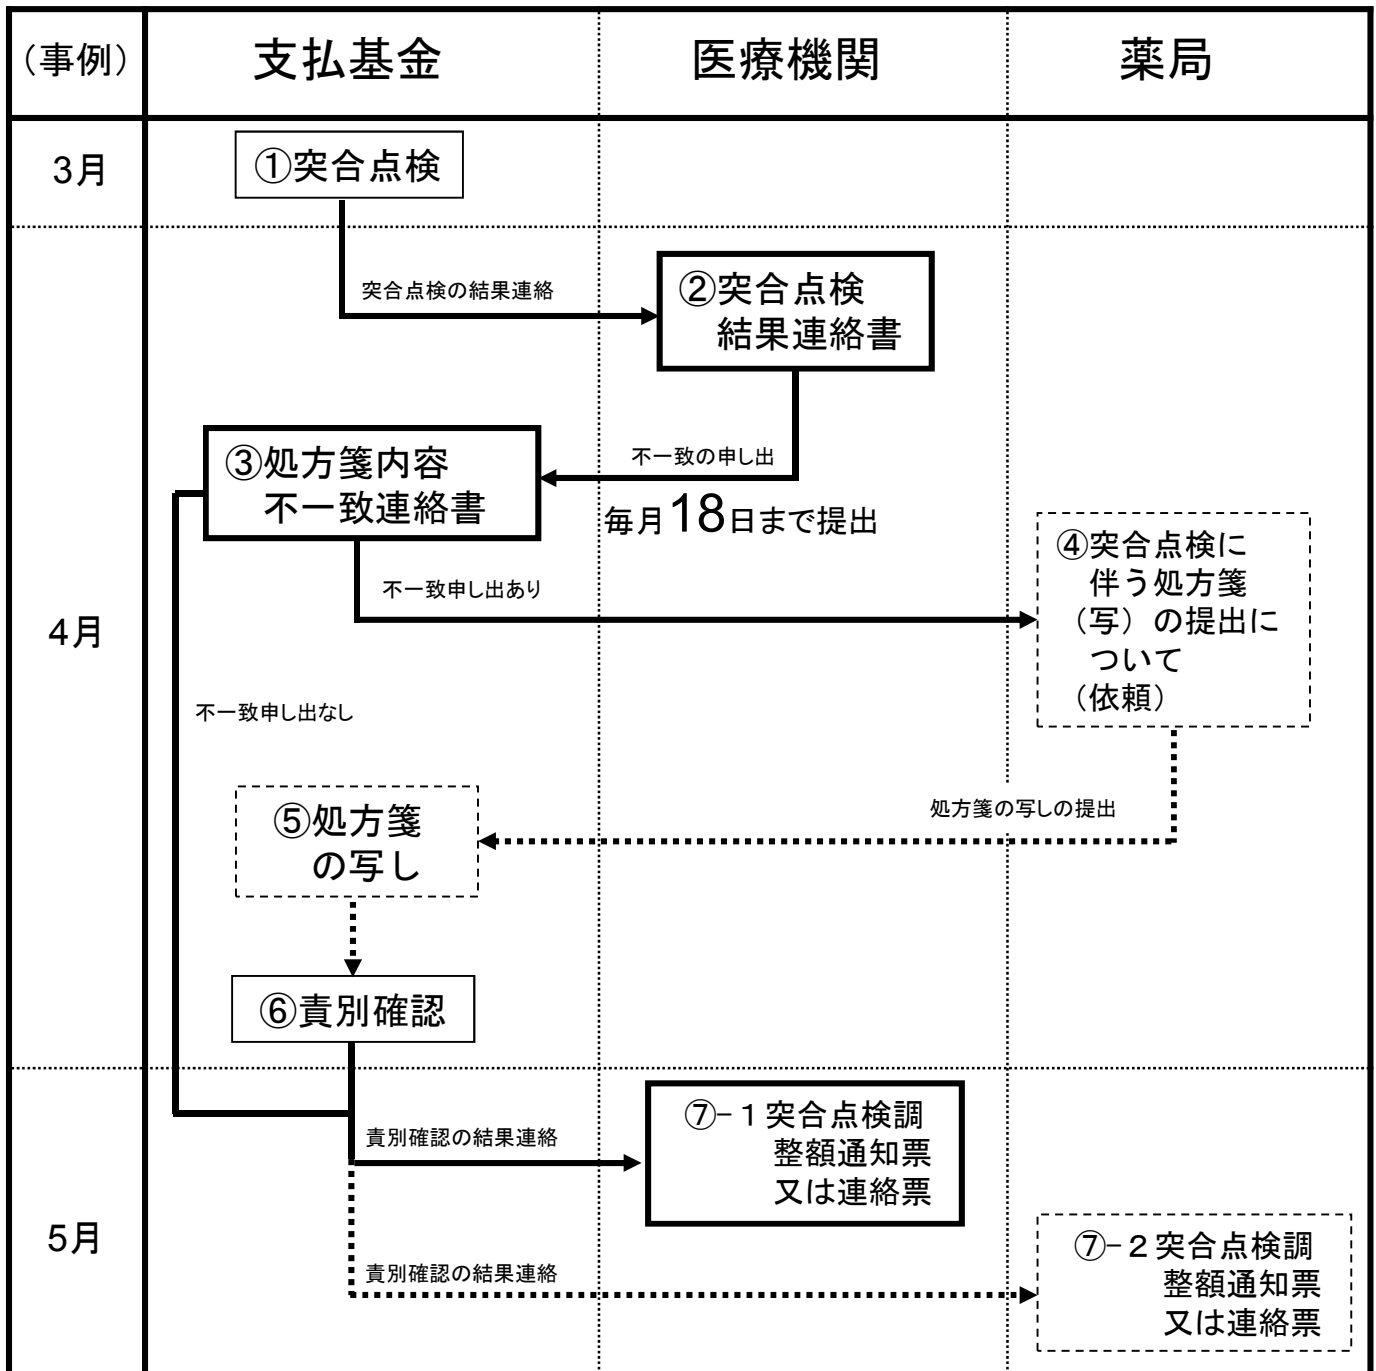 （事例）
支払基金
医療機関
薬局
3月
①突合点検
突合点検の結果連絡
②突合点検
結果連絡書
4月
③処方箋内容
不一致連絡書
不一致の申し出
毎月18日まで提出
不一致申し出あり
④突合点検に
伴う処方箋
（写）の提出に
ついて
（依頼）
不一致申し出なし
処方箋の写しの提出
⑤処方箋
の写し
⑥責別確認
5月
責別確認の結果連絡
⑦-１突合点検調
整額通知票
又は連絡票
責別確認の結果連絡
⑦-２突合点検調
整額通知票
又は連絡票